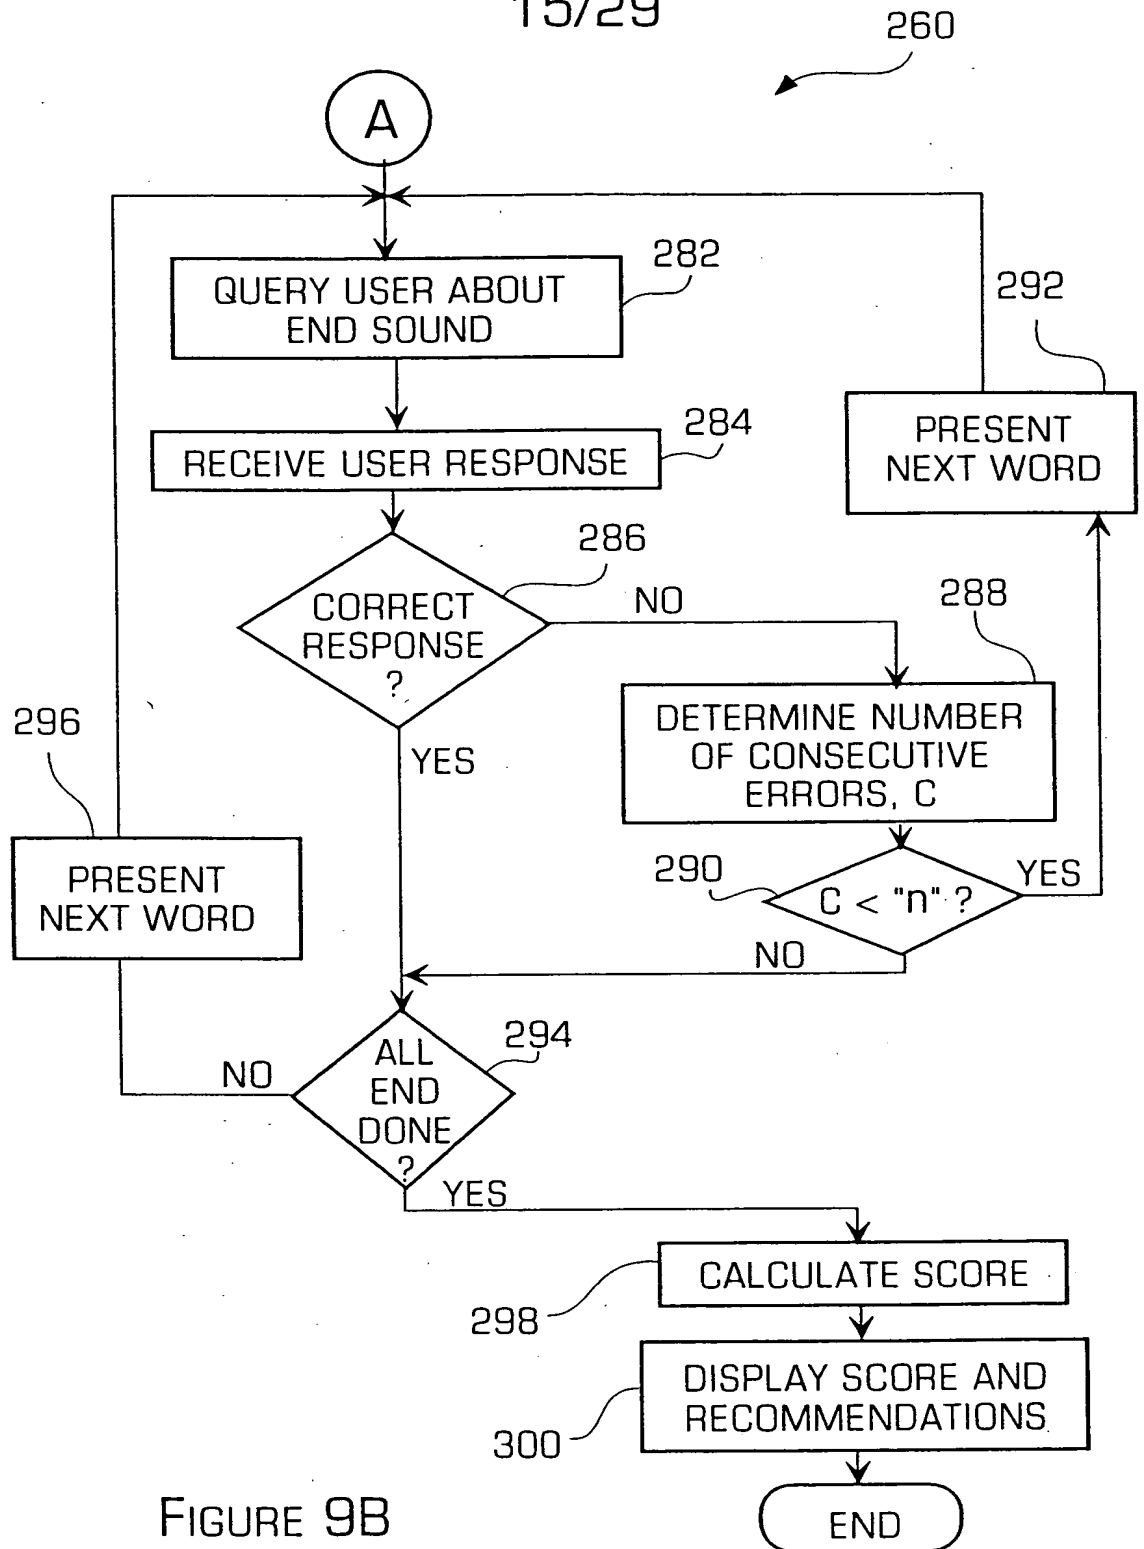 15/29
260
A
282
QUERY USER ABOUT
END SOUND
292
284
RECEIVE USER RESPONSE
PRESENT
NEXT WORD
286
CORRECT
RESPONSE
?
NO
288
DETERMINE NUMBER
OF CONSECUTIVE
ERRORS, C
296
YES
PRESENT
NEXT WORD
290
C < "n" ?
YES
NO
294
ALL
END
DONE
?
NO
YES
CALCULATE SCORE
298
DISPLAY SCORE AND
RECOMMENDATIONS
300
END
FIGURE 9B